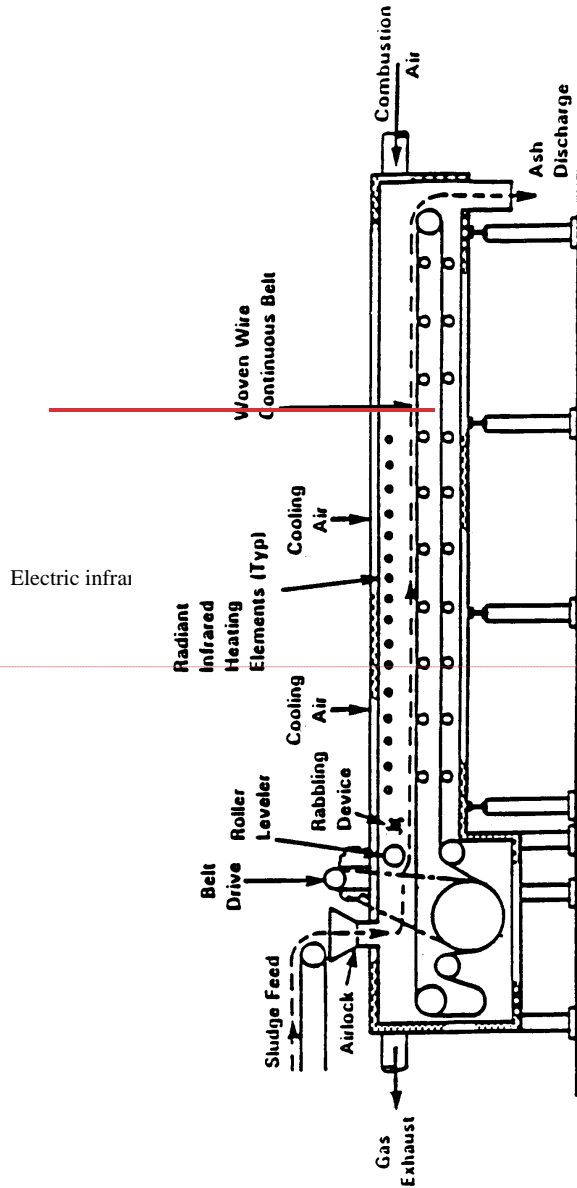 Combustion
Air
Ash
Discharge
Woven Wire
Continuous Belt
Cooling
Air
Radiant
Infrared
Heating
Elements (Typ)
Cooling
Air
Rabbling
Device
Roller
Leveler
Belt
Drive
Sludge Feed
Airlock
Gas
Exhaust
Electric infrar